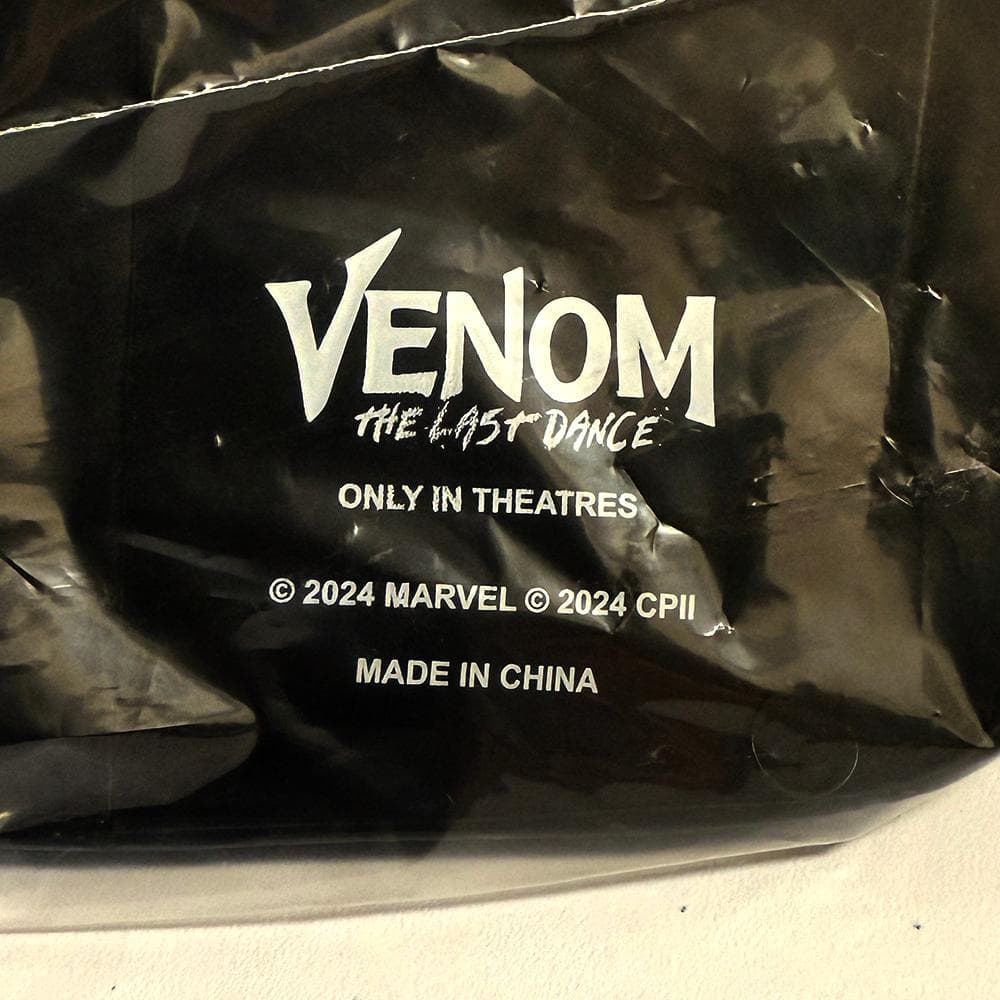 VENOM
THE LAST DANCE
ONLY IN THEATRES
© 2024 MARVEL © 2024 CPII
MADE IN CHINA